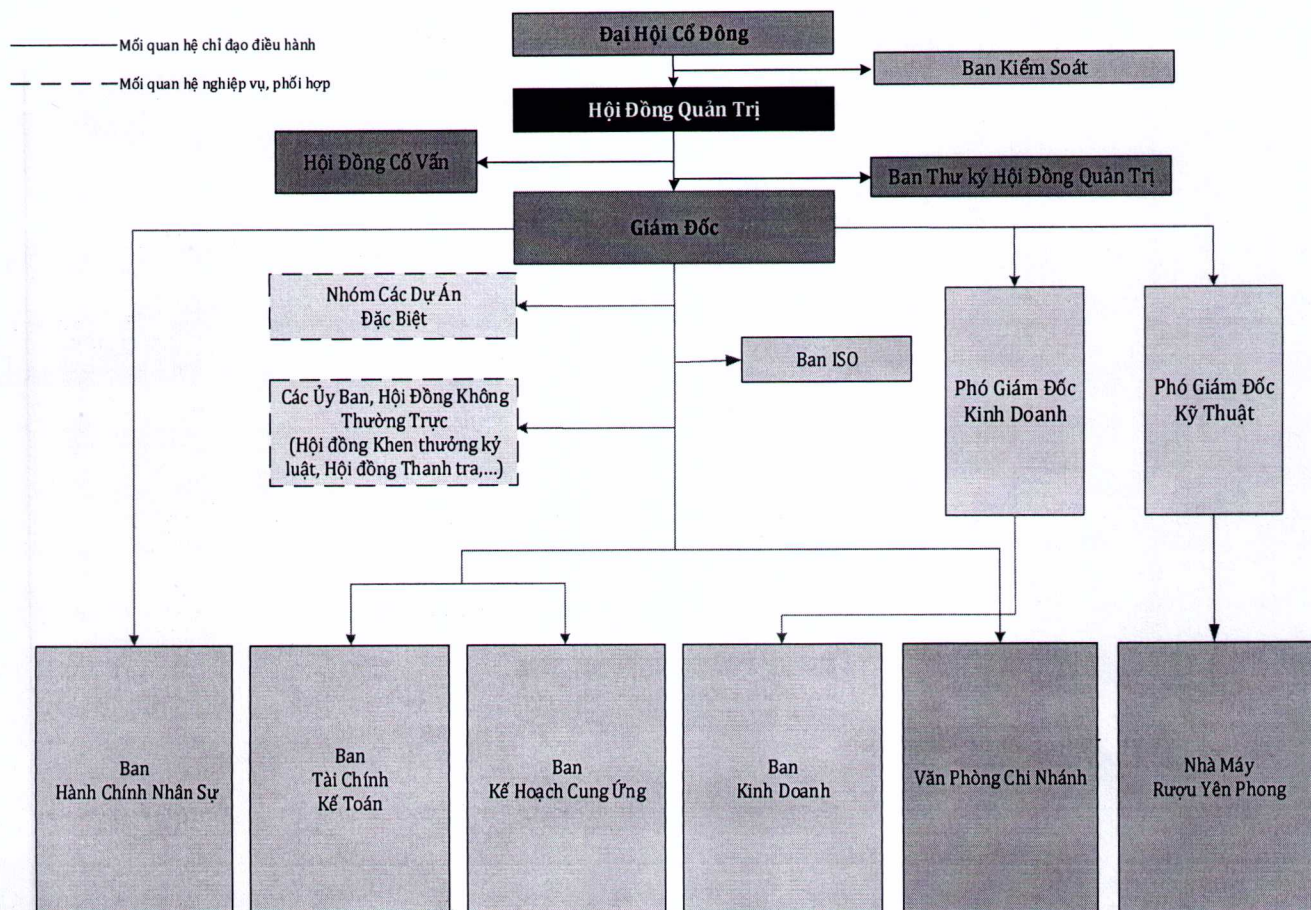 Đại Hội Cổ Đông
Mối quan hệ chỉ đạo điều hành
Ban Kiểm Soát
Mối quan hệ nghiệp vụ, phối hợp
Hội Đồng Quản Trị
Hội Đồng Cố Vấn
Ban Thư ký Hội Đồng Quản Trị
Giám Đốc
Nhóm Các Dự Án
Đặc Biệt
Ban ISO
Các Ủy Ban, Hội Đồng Không
Thường Trực
(Hội đồng Khen thưởng kỷ
luật, Hội đồng Thanh tra,...)
Phó Giám Đốc
Kinh Doanh
Phó Giám Đốc
Kỹ Thuật
Ban
Hành Chính Nhân Sự
Ban
Tài Chính
Kế Toán
Ban
Kế Hoạch Cung Ứng
Ban
Kinh Doanh
Văn Phòng Chi Nhánh
Nhà Máy
Rượu Yên Phong